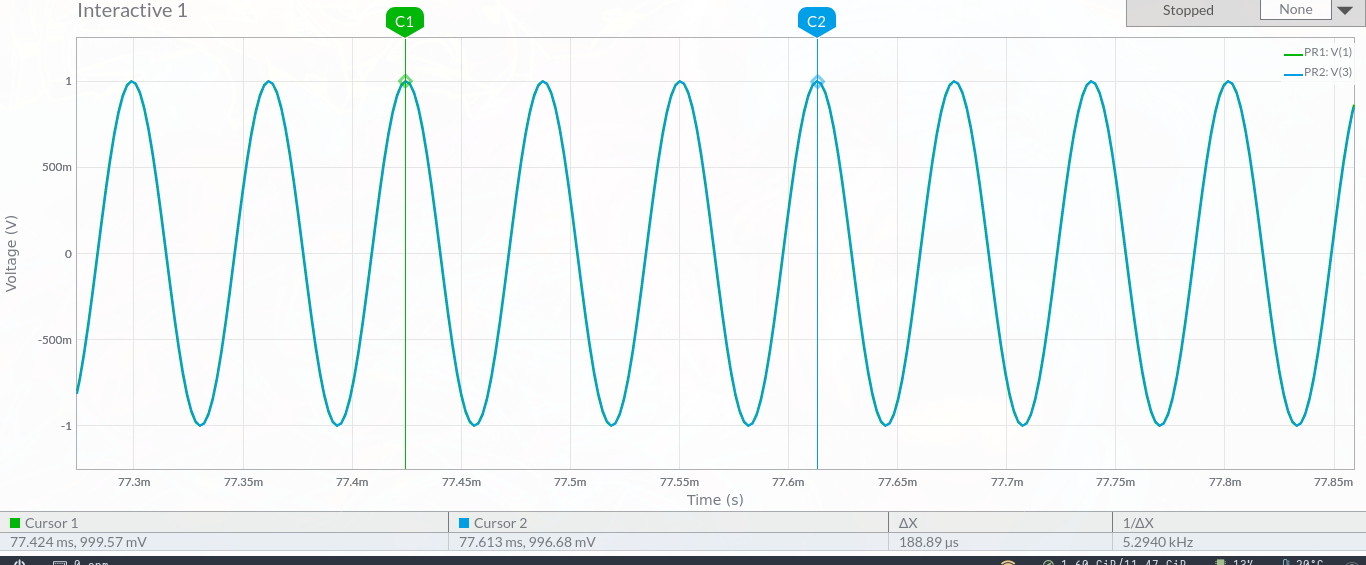 Interactive 1
Stopped
None
C1
C2
PR1: V(1)
PR2: V(3)
Voltage (V)
1
500m
0
-500m
-1
77.3m 77.35m 77.4m 77.45m 77.5m 77.55m 77.6m 77.65m 77.7m 77.75m 77.8m 77.85m
Time (s)
Cursor 1 Cursor 2 ΔX 1/ΔX
77.424 ms, 999.57 mV 77.613 ms, 996.68 mV 188.89 µs 5.2940 kHz